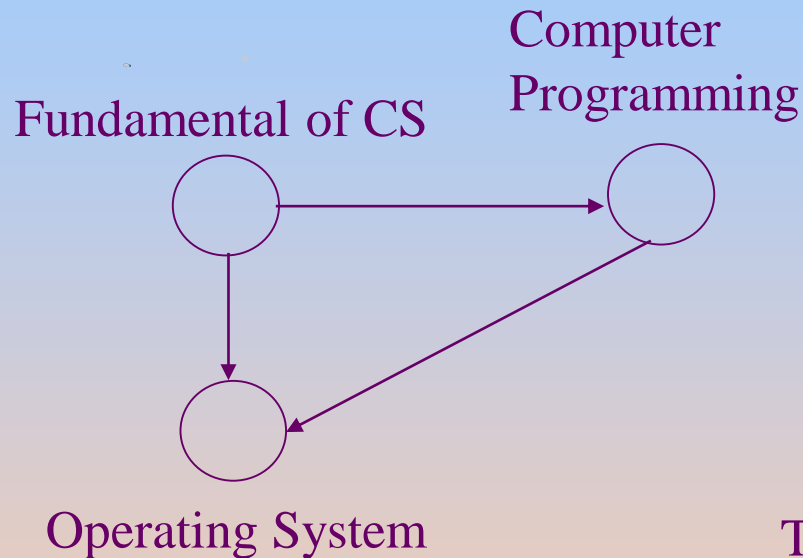 Computer
Programming
Fundamental of CS
Operating System
T